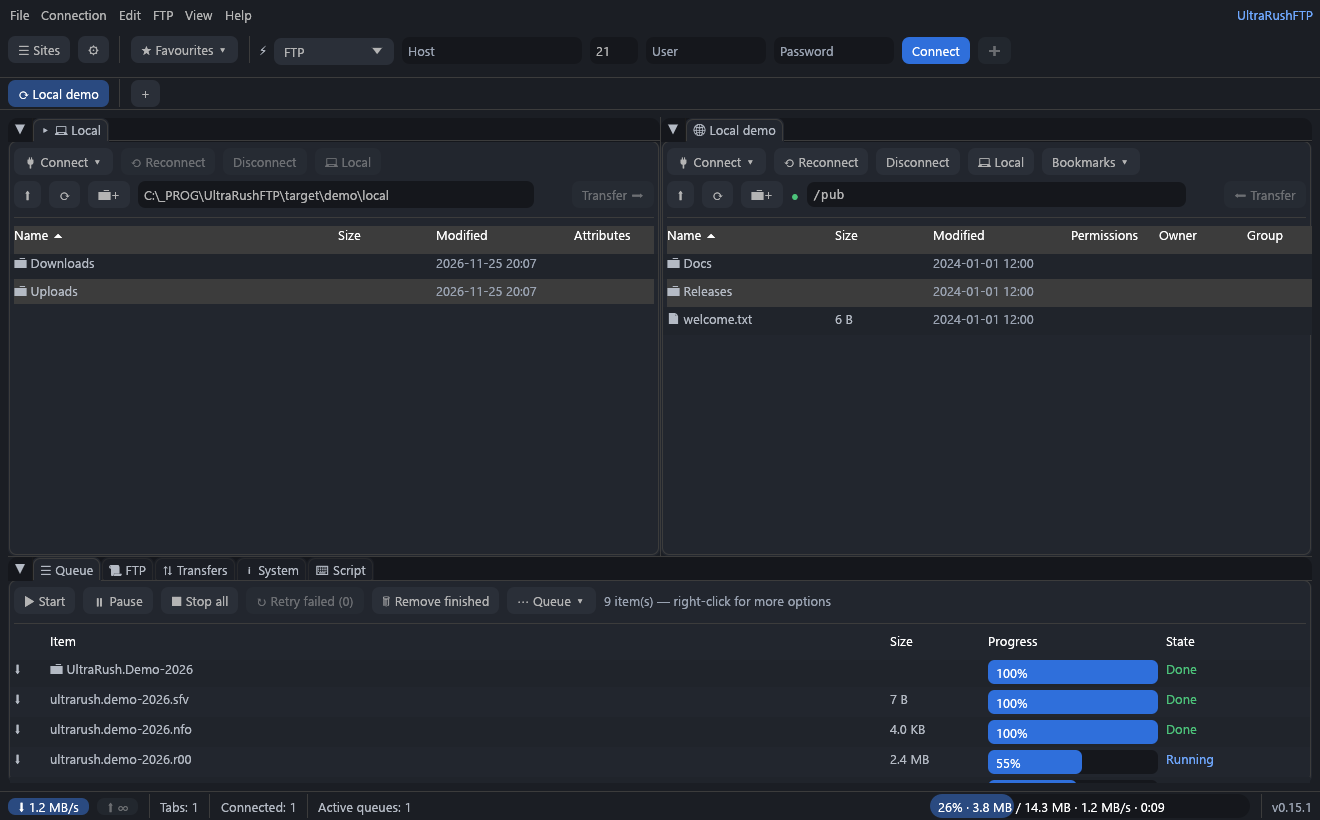 File Connection Edit FTP View Help UltraRushFTP
Sites Favourites FTP Host 21 User Password Connect +
Local demo +
Local
Connect Reconnect Disconnect Local
C:\_PROG\UltraRushFTP\target\demo\local Transfer
Name Size Modified Attributes
Downloads 2026-11-25 20:07
Uploads 2026-11-25 20:07
Local demo
Connect Reconnect Disconnect Local Bookmarks
/pub Transfer
Name Size Modified Permissions Owner Group
Docs 2024-01-01 12:00
Releases 2024-01-01 12:00
welcome.txt 6 B 2024-01-01 12:00
Queue FTP Transfers i System Script
Start Pause Stop all Retry failed (0) Remove finished ··· Queue 9 item(s) — right-click for more options
Item Size Progress State
UltraRush.Demo-2026 100% Done
ultrarush.demo-2026.sfv 7 B 100% Done
ultrarush.demo-2026.nfo 4.0 KB 100% Done
ultrarush.demo-2026.r00 2.4 MB 55% Running
1.2 MB/s ∞ Tabs: 1 Connected: 1 Active queues: 1 26% · 3.8 MB / 14.3 MB · 1.2 MB/s · 0:09 v0.15.1